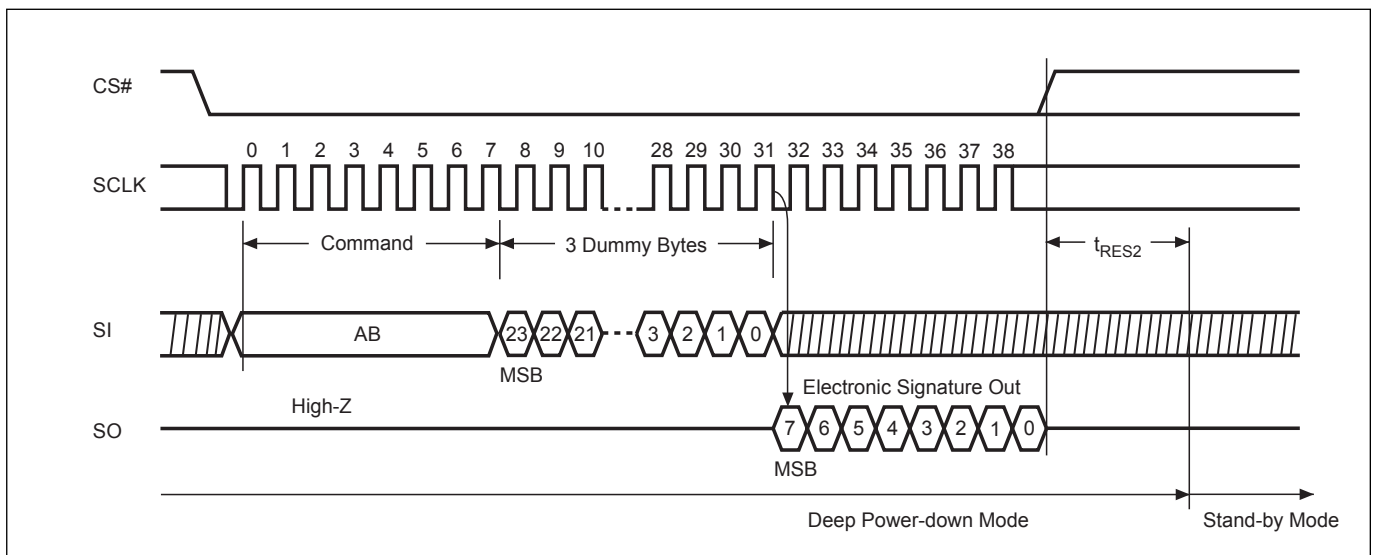 CS#
0 1 2 3 4 5 6 7 8 9 10 28 29 30 31 32 33 34 35 36 37 38
SCLK
Command 3 Dummy Bytes tRES2
SI AB 23 22 21 3 2 1 0
MSB
Electronic Signature Out
High-Z
SO 7 6 5 4 3 2 1 0
MSB
Deep Power-down Mode Stand-by Mode